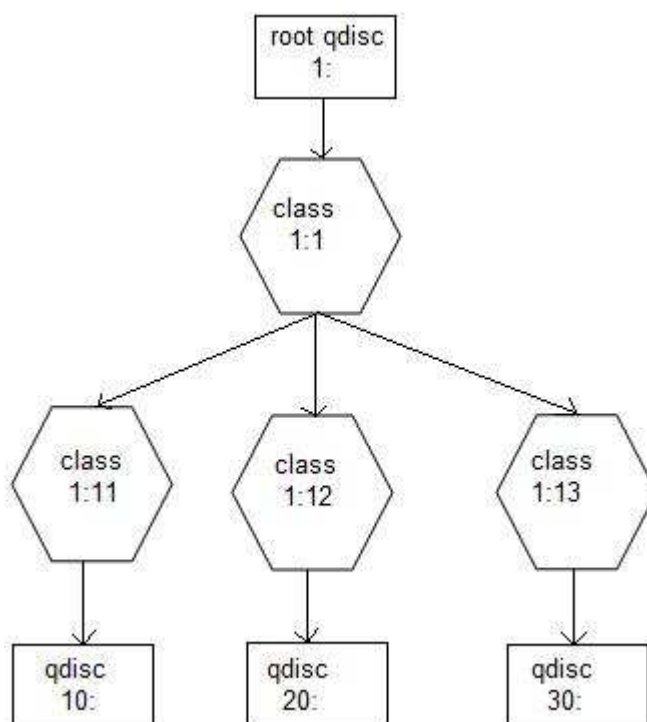 root qdisc
1:
class
1:1
class
1:11
class
1:12
class
1:13
qdisc
10:
qdisc
20:
qdisc
30: